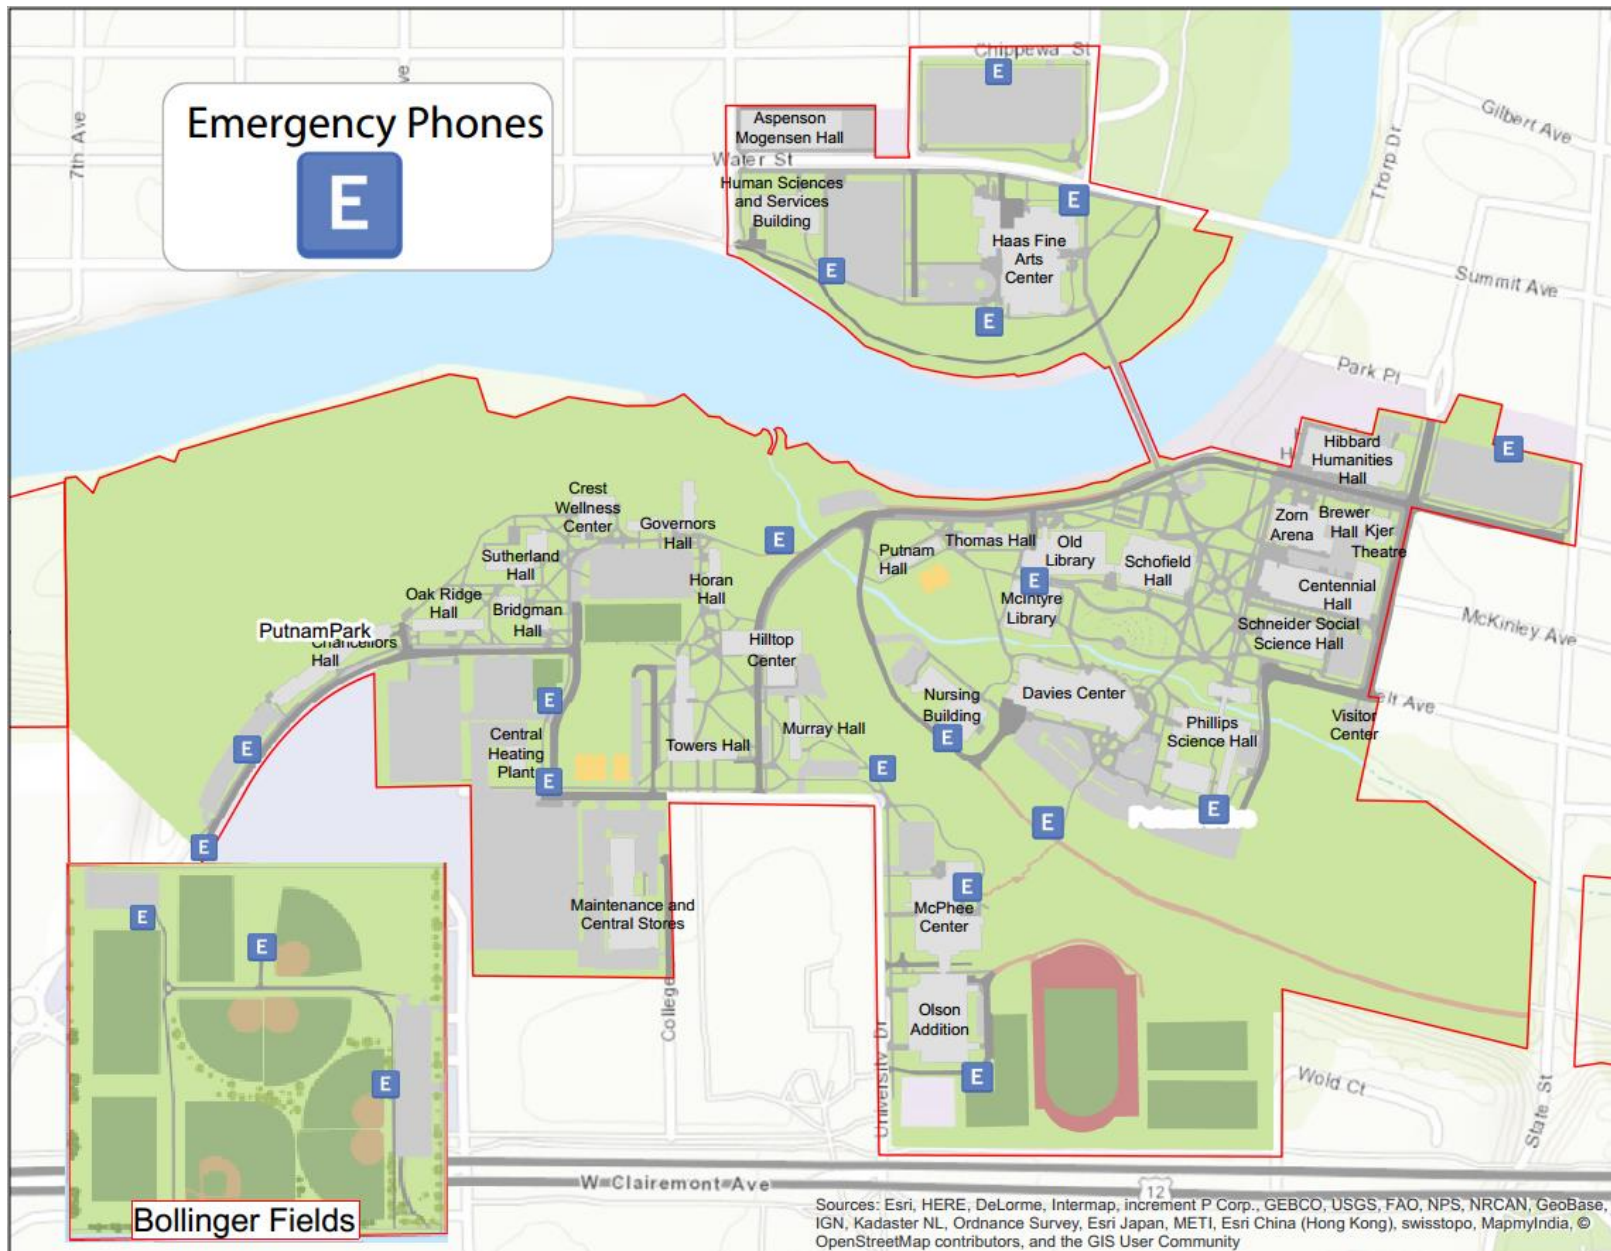 Chippewa St
E
Emergency Phones
E
7th Ave
ve
Aspenson
Mogensen Hall
Water St
Gilbert Ave
Thorp Dr
Human Sciences
and Services
Building
E
Haas Fine
Arts
Center
E
E
Summit Ave
Park Pl
Hibbard
Humanities
Hall
E
Crest
Wellness
Center
Governors
Hall
E
Sutherland
Hall
Horan
Hall
Oak Ridge
Hall
Bridgman
Hall
PutnamPark
Chancellors
Hall
Hilltop
Center
Putnam
Hall
Thomas Hall
Old
Library
E
McIntyre
Library
Schofield
Hall
Zorn
Arena
Brewer
Hall
Kjer
Theatre
Centennial
Hall
Schneider Social
Science Hall
McKinley Ave
elt Ave
Visitor
Center
E
E
Central
Heating
Plant
E
Towers Hall
Murray Hall
E
Nursing
Building
E
Davies Center
Phillips
Science Hall
E
E
E
Maintenance and
Central Stores
E
McPhee
Center
Olson
Addition
E
College
University Dr
Wold Ct
State St
E
E
E
Bollinger Fields
W Clairemont Ave
12
Sources: Esri, HERE, DeLorme, Intermap, increment P Corp., GEBCO, USGS, FAO, NPS, NRCAN, GeoBase,
IGN, Kadaster NL, Ordnance Survey, Esri Japan, METI, Esri China (Hong Kong), swisstopo, MapmyIndia, ©
OpenStreetMap contributors, and the GIS User Community